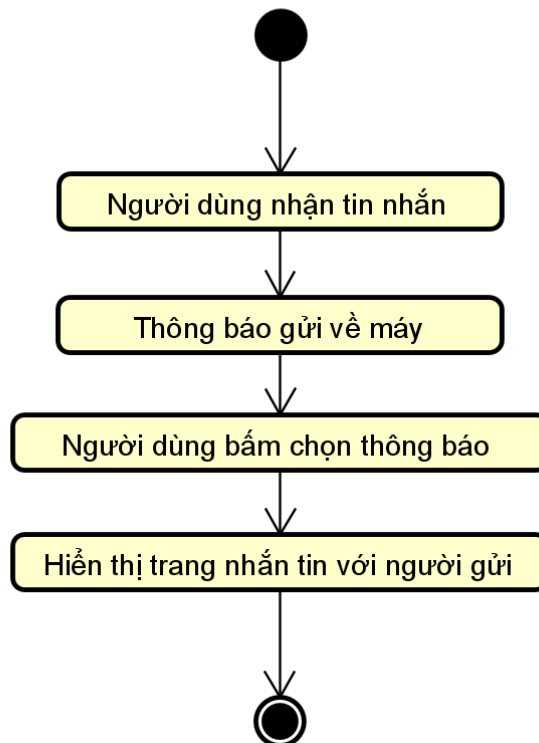 Người dùng nhận tin nhắn
Thông báo gửi về máy
Người dùng bấm chọn thông báo
Hiển thị trang nhắn tin với người gửi